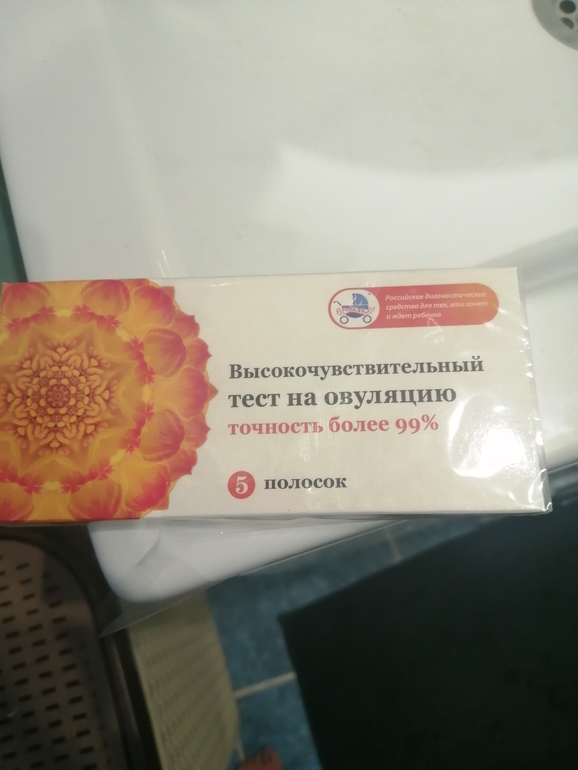 Российские диагностические
средства для тех, кто хочет
и ждет ребенка
Высокочувствительный
тест на овуляцию
точность более 99%
5 полосок